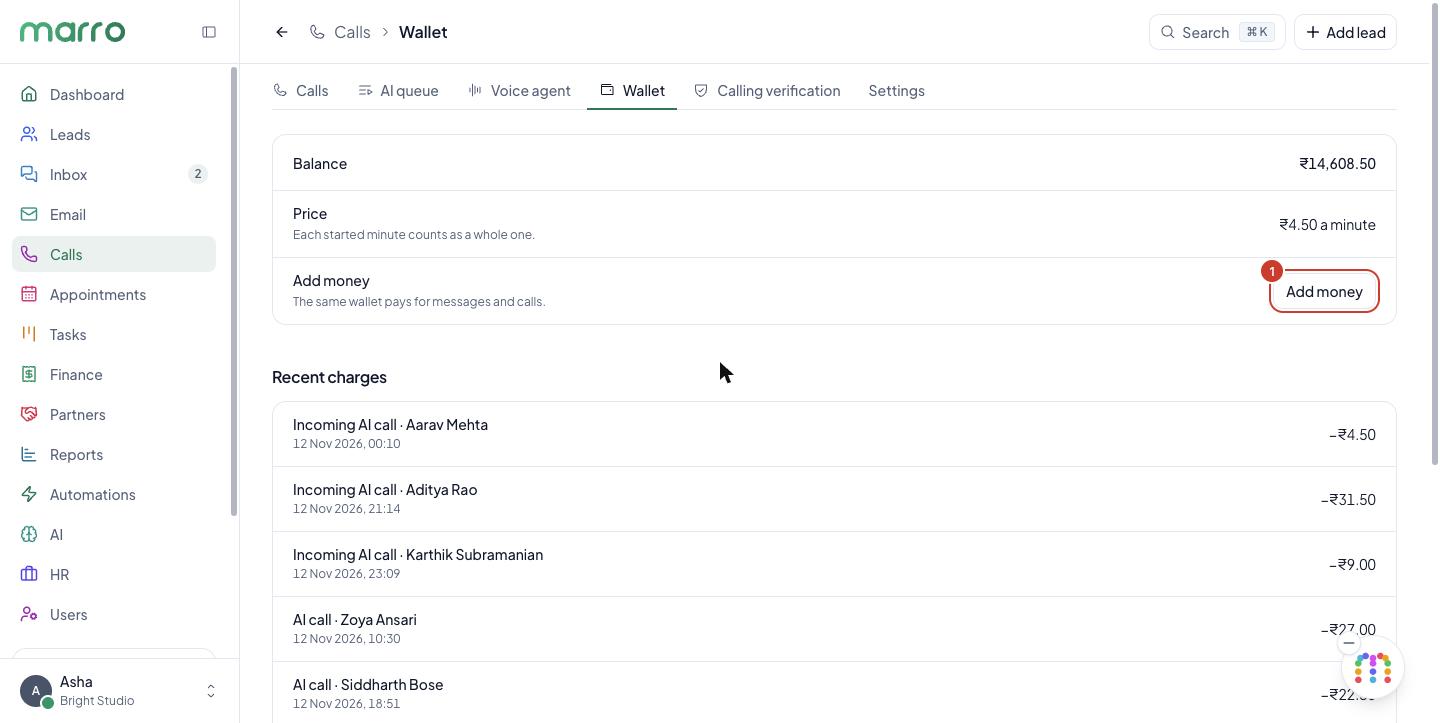 marro
Calls > Wallet
Search ⌘ K
Add lead
Dashboard
Leads
Inbox 2
Email
Calls
Appointments
Tasks
Finance
Partners
Reports
Automations
AI
HR
Users
A
Asha
Bright Studio
Calls
AI queue
Voice agent
Wallet
Calling verification
Settings
Balance
₹14,608.50
Price
Each started minute counts as a whole one.
₹4.50 a minute
Add money
The same wallet pays for messages and calls.
1
Add money
Recent charges
Incoming AI call · Aarav Mehta
12 Nov 2026, 00:10
−₹4.50
Incoming AI call · Aditya Rao
12 Nov 2026, 21:14
−₹31.50
Incoming AI call · Karthik Subramanian
12 Nov 2026, 23:09
−₹9.00
AI call · Zoya Ansari
12 Nov 2026, 10:30
−₹27.00
AI call · Siddharth Bose
12 Nov 2026, 18:51